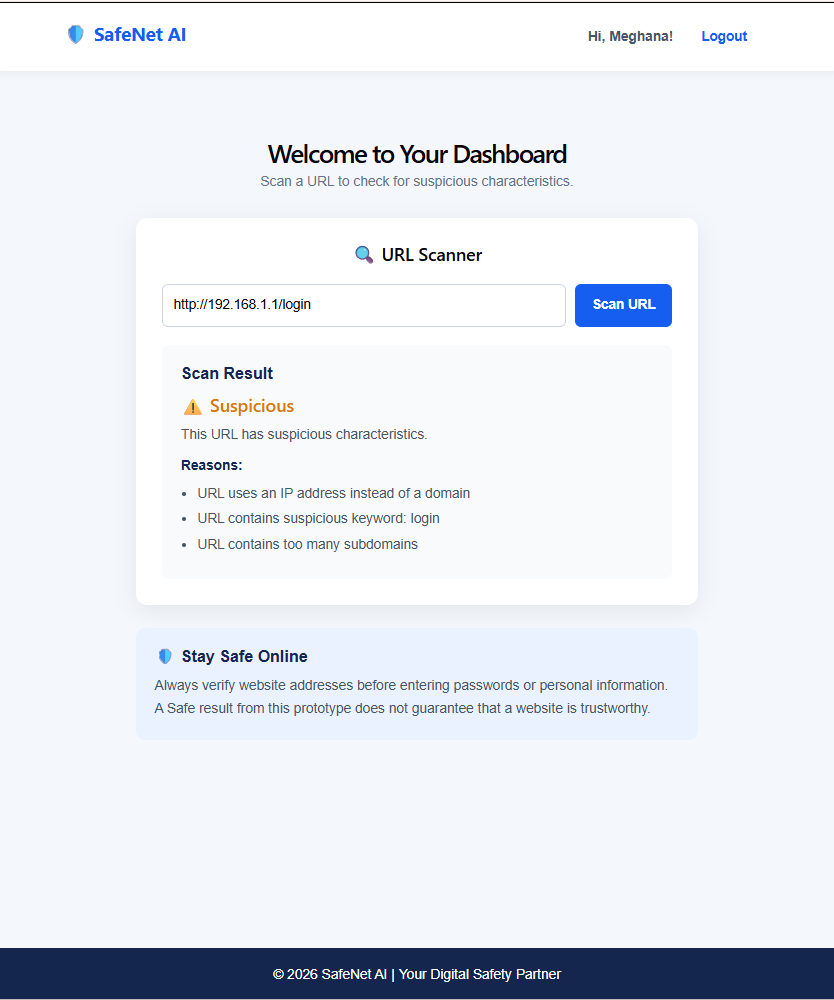 SafeNet AI
Hi, Meghana! Logout
Welcome to Your Dashboard
Scan a URL to check for suspicious characteristics.
URL Scanner
http://192.168.1.1/login
Scan URL
Scan Result
Suspicious
This URL has suspicious characteristics.
Reasons:
• URL uses an IP address instead of a domain
• URL contains suspicious keyword: login
• URL contains too many subdomains
Stay Safe Online
Always verify website addresses before entering passwords or personal information.
A Safe result from this prototype does not guarantee that a website is trustworthy.
© 2026 SafeNet AI | Your Digital Safety Partner